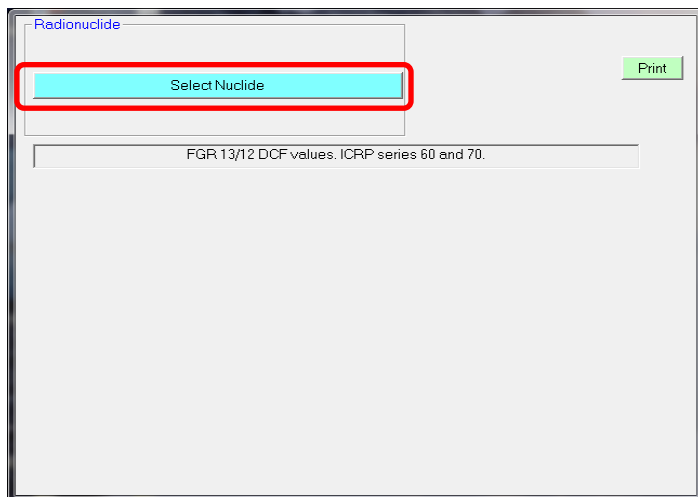 Radionuclide
Print
Select Nuclide
FGR 13/12 DCF values. ICRP series 60 and 70.